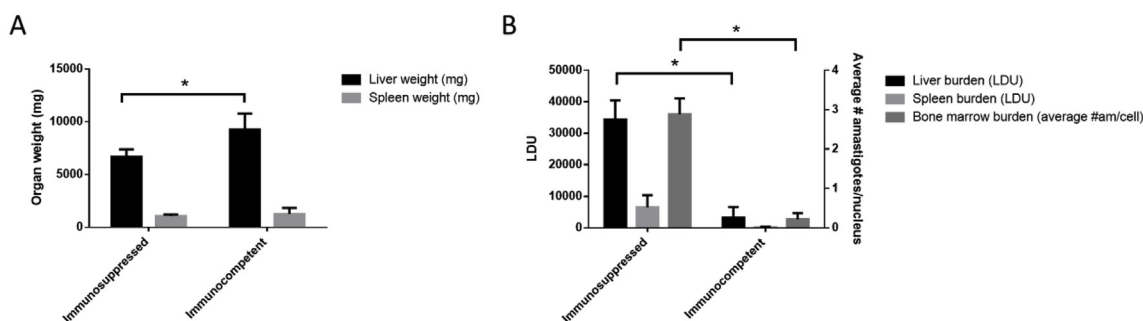 A
Organ weight (mg)
15000
10000
5000
0
*
Immunosuppressed
Immunocompetent
Liver weight (mg)
Spleen weight (mg)
B
LDU
50000
40000
30000
20000
10000
0
*
*
Immunosuppressed
Immunocompetent
4
3
2
1
0
Average # amastigotes/nucleus
Liver burden (LDU)
Spleen burden (LDU)
Bone marrow burden (average #am/cell)